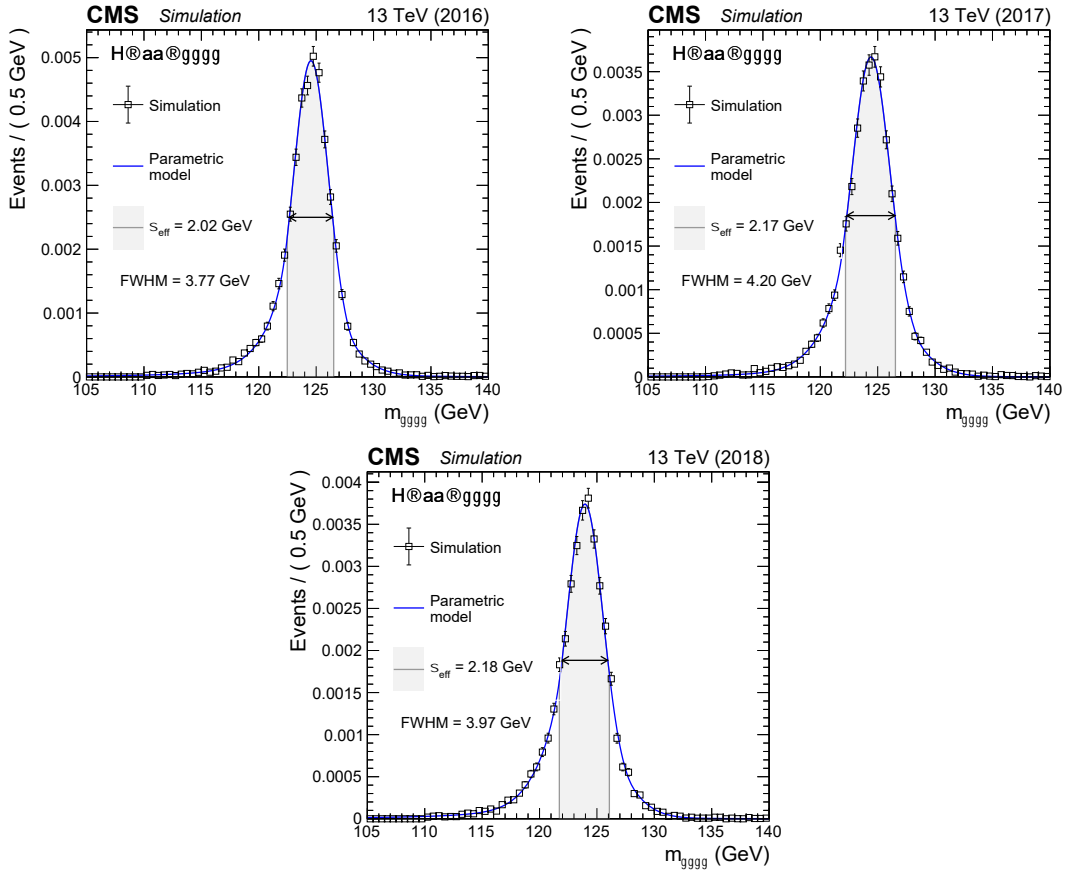 CMS Simulation 13 TeV (2016)
H®aa®gggg
Simulation
Parametric
model
s_eff = 2.02 GeV
FWHM = 3.77 GeV
Events / ( 0.5 GeV )
0.005
0.004
0.003
0.002
0.001
0
105 110 115 120 125 130 135 140
m_gggg (GeV)
CMS Simulation 13 TeV (2017)
H®aa®gggg
Simulation
Parametric
model
s_eff = 2.17 GeV
FWHM = 4.20 GeV
Events / ( 0.5 GeV )
0.0035
0.003
0.0025
0.002
0.0015
0.001
0.0005
0
105 110 115 120 125 130 135 140
m_gggg (GeV)
CMS Simulation 13 TeV (2018)
H®aa®gggg
Simulation
Parametric
model
s_eff = 2.18 GeV
FWHM = 3.97 GeV
Events / ( 0.5 GeV )
0.004
0.0035
0.003
0.0025
0.002
0.0015
0.001
0.0005
0
105 110 115 120 125 130 135 140
m_gggg (GeV)